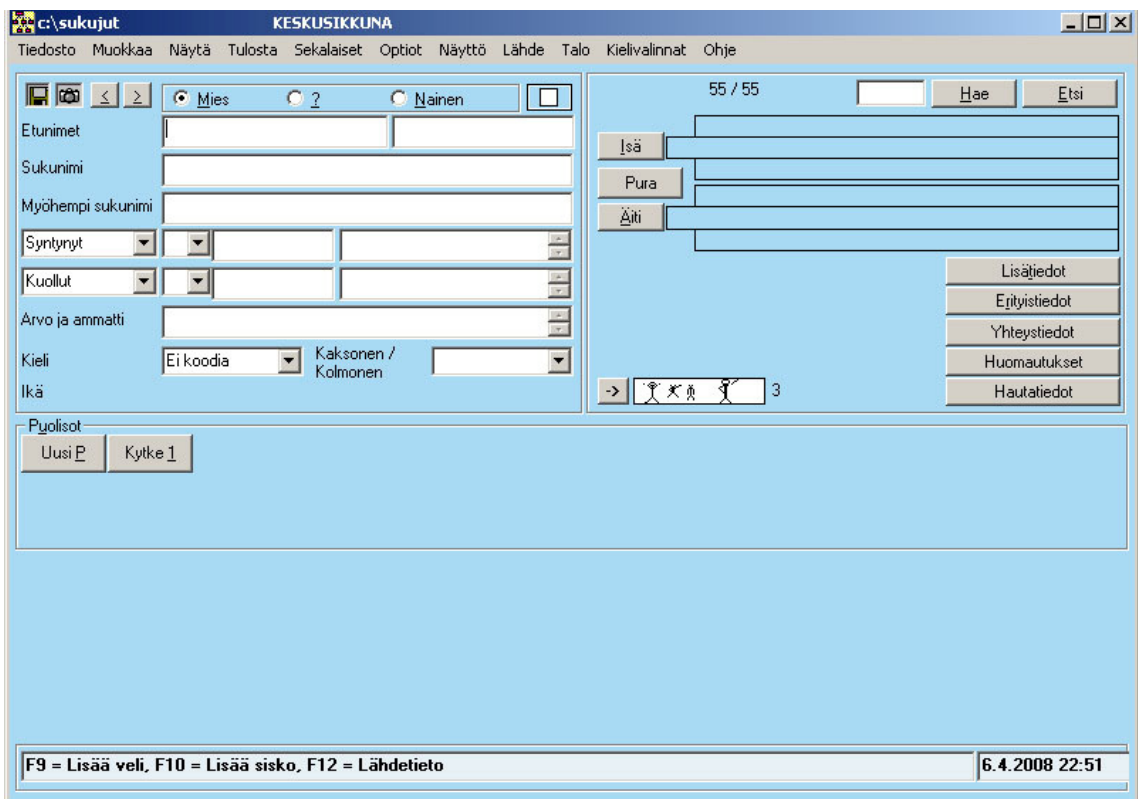 c:\sukujut KESKUSIKKUNA
Tiedosto Muokkaa Näytä Tulosta Sekalaiset Optiot Näyttö Lähde Talo Kielivalinnat Ohje
< > Mies ? Nainen
55 / 55 Hae Etsi
Etunimet
Sukunimi
Myöhempi sukunimi
Syntynyt
Kuollut
Arvo ja ammatti
Kieli Ei koodia Kaksonen /
Kolmonen
Ikä
Isä
Pura
Äiti
Lisätiedot
Erityistiedot
Yhteystiedot
Huomautukset
-> 3 Hautatiedot
Puolisot
Uusi P Kytke 1
F9 = Lisää veli, F10 = Lisää sisko, F12 = Lähdetieto 6.4.2008 22:51